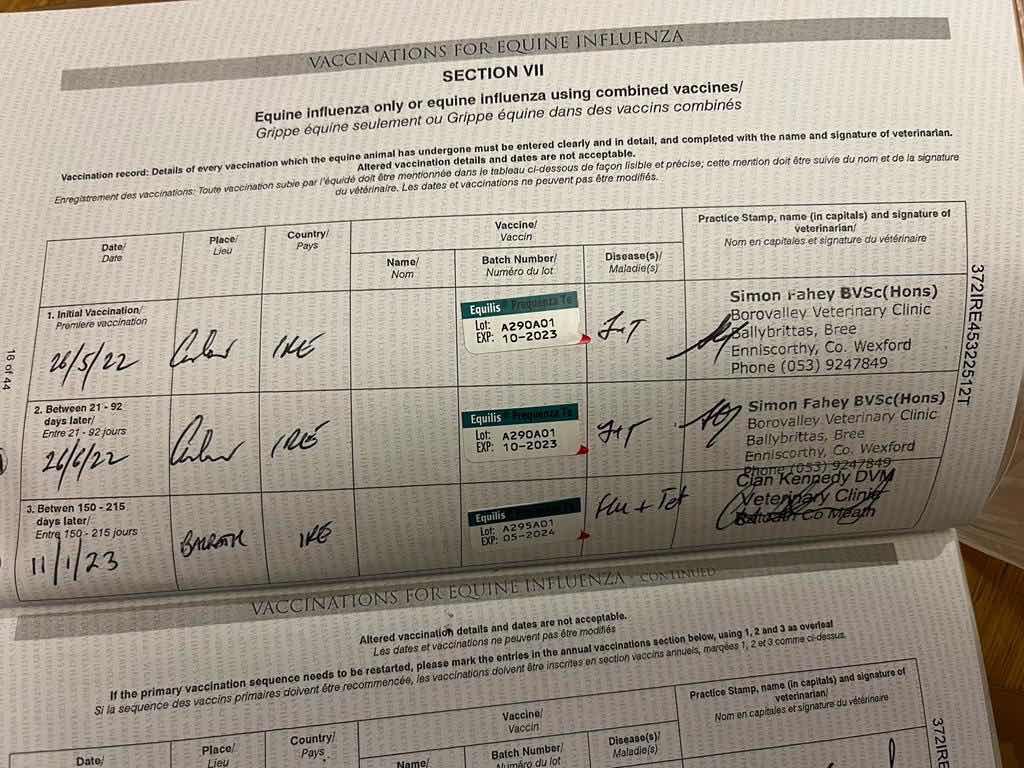 VACCINATIONS FOR EQUINE INFLUENZA
SECTION VII
Equine influenza only or equine influenza using combined vaccines/
Grippe équine seulement ou Grippe équine dans des vaccins combinés
Vaccination record: Details of every vaccination which the equine animal has undergone must be entered clearly and in detail, and completed with the name and signature of veterinarian.
Altered vaccination details and dates are not acceptable.
Enregistrement des vaccinations: Toute vaccination subie par l'équidé doit être mentionnée dans le tableau ci-dessous de façon lisible et précise; cette mention doit être suivie du nom et de la signature
du vétérinaire. Les dates et vaccinations ne peuvent pas être modifiés.
Date/
Date
Place/
Lieu
Country/
Pays
Vaccine/
Vaccin
Name/
Nom
Batch Number/
Numéro du lot
Disease(s)/
Maladie(s)
Practice Stamp, name (in capitals) and signature of
veterinarian/
Nom en capitales et signature du vétérinaire
1. Initial Vaccination/
Premiere vaccination
26/5/22
IRE
Equilis Prequenza Te
Lot: A290A01
EXP: 10-2023
F+T
Simon Fahey BVSc(Hons)
Borovalley Veterinary Clinic
Ballybrittas, Bree
Enniscorthy, Co. Wexford
Phone (053) 9247849
2. Between 21 - 92
days later/
Entre 21 - 92 jours
26/6/22
IRE
Equilis Prequenza Te
Lot: A290A01
EXP: 10-2023
F+T
Simon Fahey BVSc(Hons)
Borovalley Veterinary Clinic
Ballybrittas, Bree
Enniscorthy, Co. Wexford
Phone (053) 9247849
3. Betwen 150 - 215
days later/
Entre 150 - 215 jours
11/1/23
BALRATH
IRE
Equilis
Lot: A295A01
EXP: 05-2024
Flu + Tet
Cian Kennedy DVM
Veterinary Clinic
Balrath Co Meath
16 of 44
372IRE45322512T
VACCINATIONS FOR EQUINE INFLUENZA - CONTINUED
Altered vaccination details and dates are not acceptable.
Les dates et vaccinations ne peuvent pas être modifiés
If the primary vaccination sequence needs to be restarted, please mark the entries in the annual vaccinations section below, using 1, 2 and 3 as overleaf
Si la sequence des vaccins primaires doivent être recommencée, les vaccinations doivent être inscrites en section vaccins annuels, marqées 1, 2 et 3 comme ci-dessus.
Date/
Place/
Lieu
Country/
Pays
Vaccine/
Vaccin
Name/
Batch Number/
Numéro du lot
Disease(s)/
Maladie(s)
Practice Stamp, name (in capitals) and signature of
veterinarian/
Nom en capitales et signature du vétérinaire
372IRE